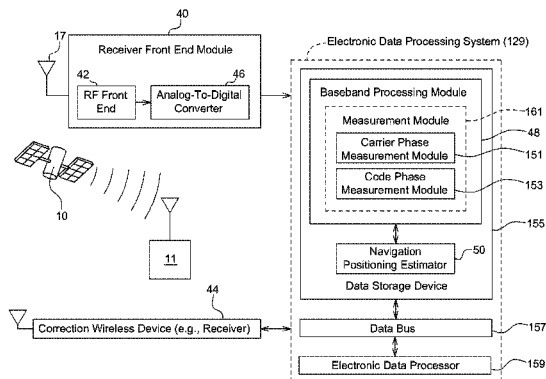 40
17
Receiver Front End Module
42
RF Front
End
46
Analog-To-Digital
Converter
10
11
44
Correction Wireless Device (e.g., Receiver)
Electronic Data Processing System (129)
Baseband Processing Module
Measurement Module
Carrier Phase
Measurement Module
Code Phase
Measurement Module
50
Navigation
Positioning Estimator
Data Storage Device
Data Bus
Electronic Data Processor
161
48
151
153
155
157
159